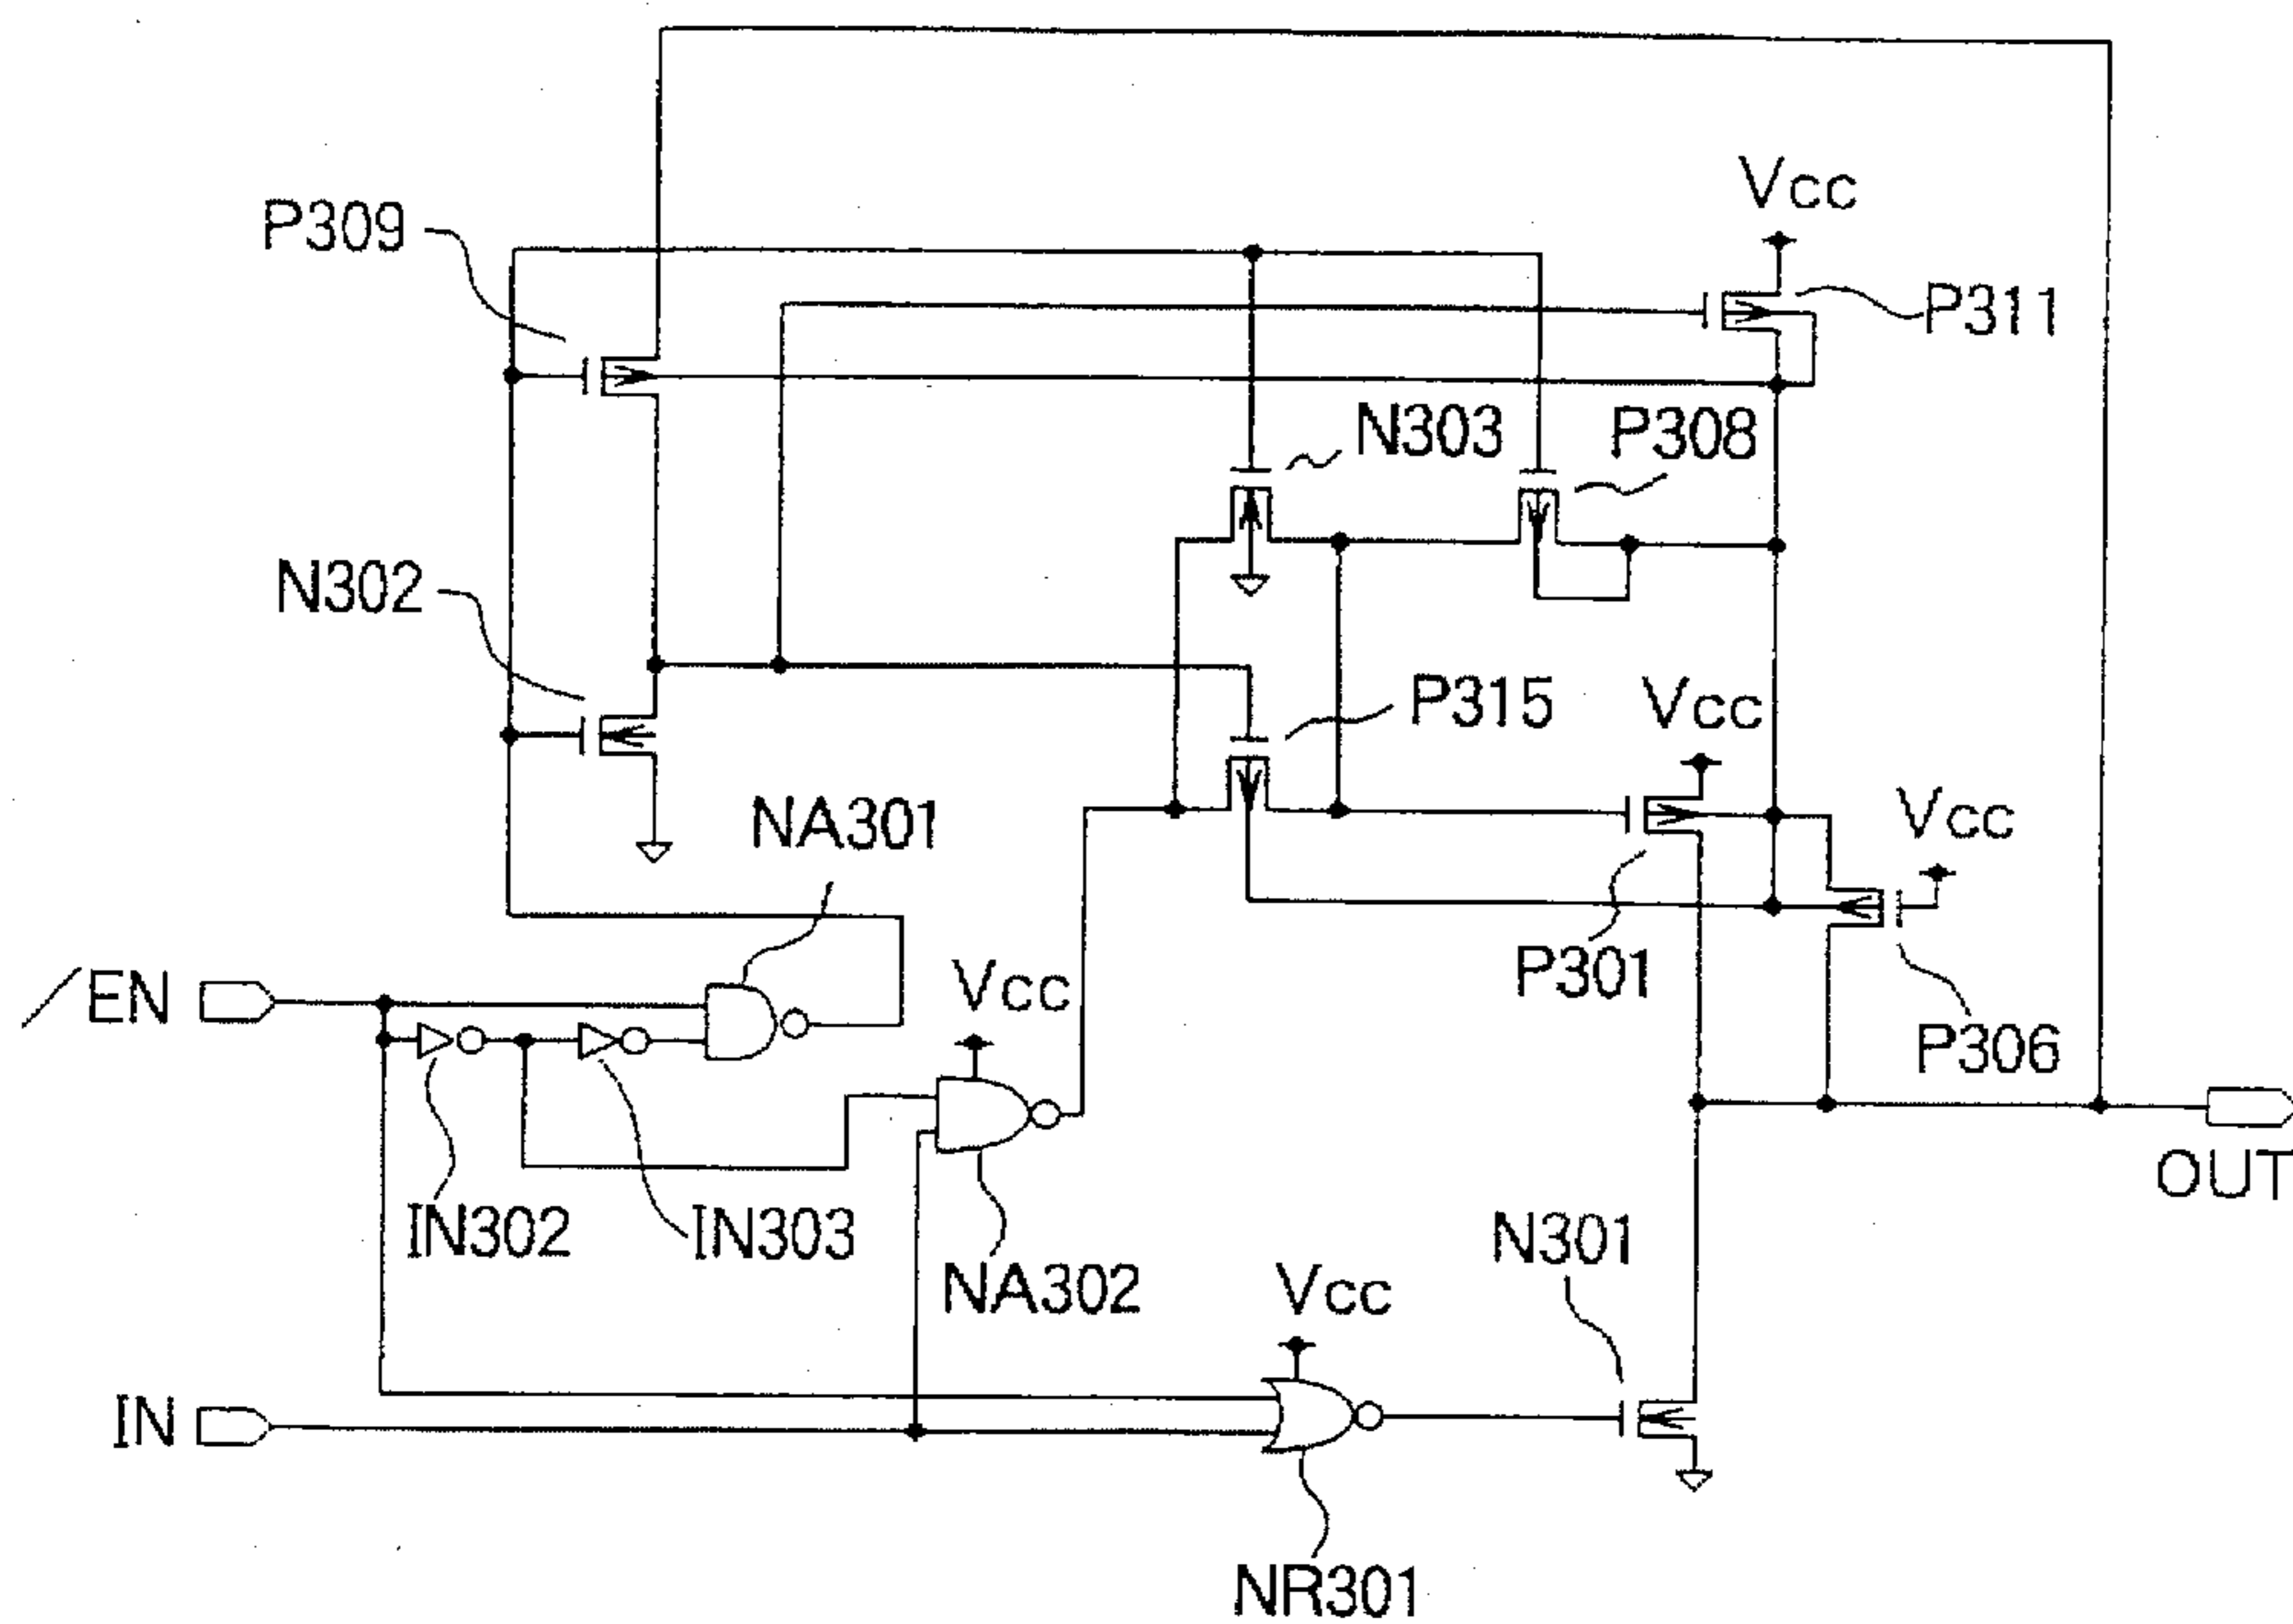 Vcc
P309
P311
N303
P308
N302
P315
Vcc
Vcc
NA301
P301
/EN
Vcc
P306
OUT
IN302
IN303
N301
NA302
Vcc
IN
NR301